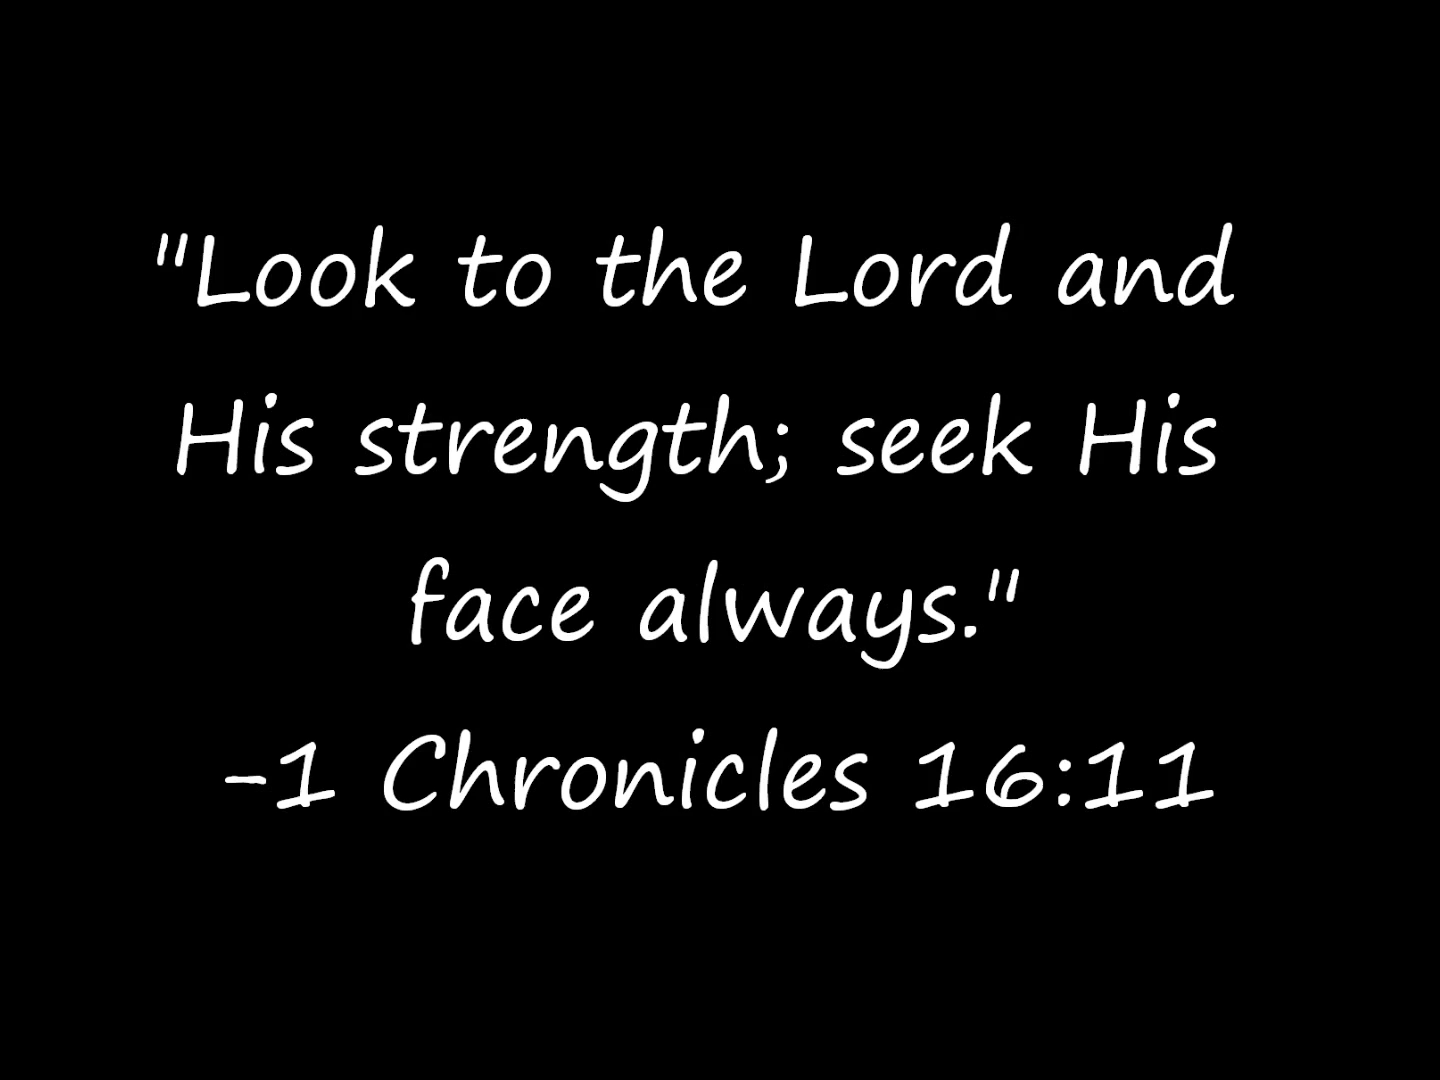 "Look to the Lord and
His strength; seek His
face always."
-1 Chronicles 16:11